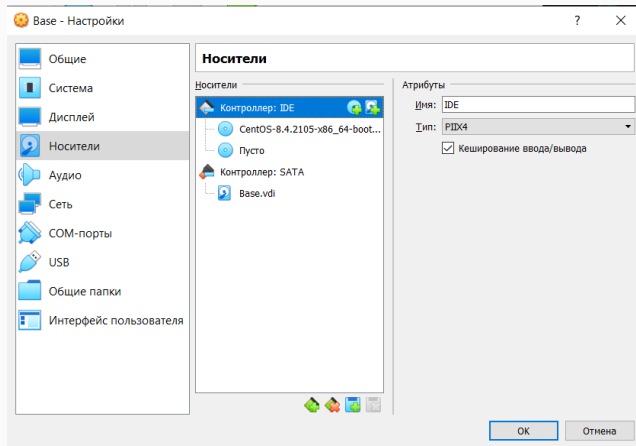 Base - Настройки
? ×
Общие
Система
Дисплей
Носители
Аудио
Сеть
COM-порты
USB
Общие папки
Интерфейс пользователя
Носители
Носители
Контроллер: IDE
CentOS-8.4.2105-x86_64-boot...
Пусто
Контроллер: SATA
Base.vdi
Атрибуты
Имя: IDE
Тип: PIIX4
Кеширование ввода/вывода
ОК
Отмена